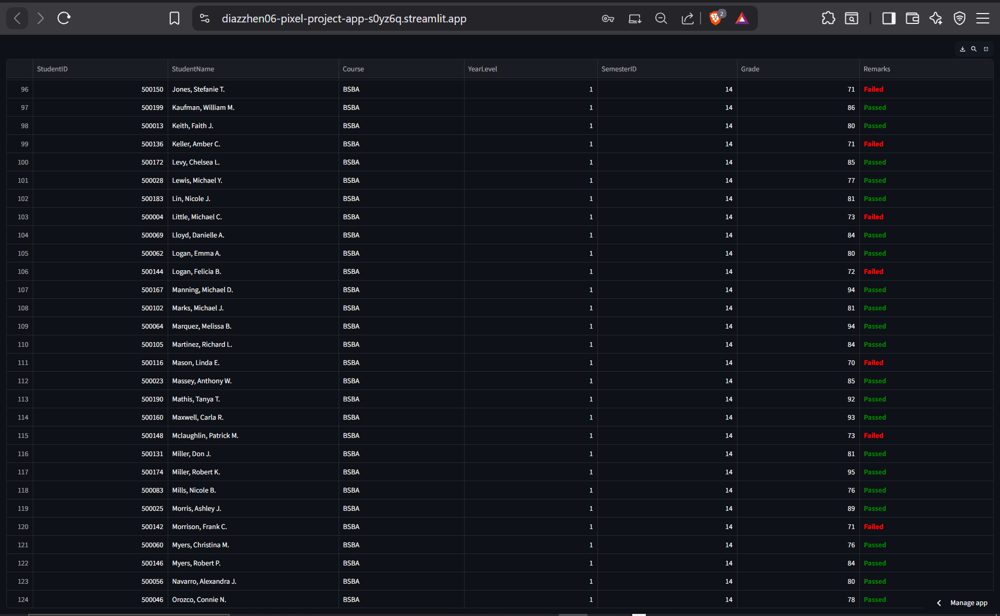 diazzhen06-pixel-project-app-s0yz6q.streamlit.app 2
StudentID StudentName Course YearLevel SemesterID Grade Remarks
96 500150 Jones, Stefanie T. BSBA 1 14 71 Failed
97 500199 Kaufman, William M. BSBA 1 14 86 Passed
98 500013 Keith, Faith J. BSBA 1 14 80 Passed
99 500136 Keller, Amber C. BSBA 1 14 71 Failed
100 500172 Levy, Chelsea L. BSBA 1 14 85 Passed
101 500028 Lewis, Michael Y. BSBA 1 14 77 Passed
102 500183 Lin, Nicole J. BSBA 1 14 81 Passed
103 500004 Little, Michael C. BSBA 1 14 73 Failed
104 500069 Lloyd, Danielle A. BSBA 1 14 84 Passed
105 500062 Logan, Emma A. BSBA 1 14 80 Passed
106 500144 Logan, Felicia B. BSBA 1 14 72 Failed
107 500167 Manning, Michael D. BSBA 1 14 94 Passed
108 500102 Marks, Michael J. BSBA 1 14 81 Passed
109 500064 Marquez, Melissa B. BSBA 1 14 94 Passed
110 500105 Martinez, Richard L. BSBA 1 14 84 Passed
111 500116 Mason, Linda E. BSBA 1 14 70 Failed
112 500023 Massey, Anthony W. BSBA 1 14 85 Passed
113 500190 Mathis, Tanya T. BSBA 1 14 92 Passed
114 500160 Maxwell, Carla R. BSBA 1 14 93 Passed
115 500148 Mclaughlin, Patrick M. BSBA 1 14 73 Failed
116 500131 Miller, Don J. BSBA 1 14 81 Passed
117 500174 Miller, Robert K. BSBA 1 14 95 Passed
118 500083 Mills, Nicole B. BSBA 1 14 76 Passed
119 500025 Morris, Ashley J. BSBA 1 14 89 Passed
120 500142 Morrison, Frank C. BSBA 1 14 71 Failed
121 500060 Myers, Christina M. BSBA 1 14 76 Passed
122 500146 Myers, Robert P. BSBA 1 14 84 Passed
123 500056 Navarro, Alexandra J. BSBA 1 14 80 Passed
124 500046 Orozco, Connie N. BSBA 1 14 78 Passed
Manage app